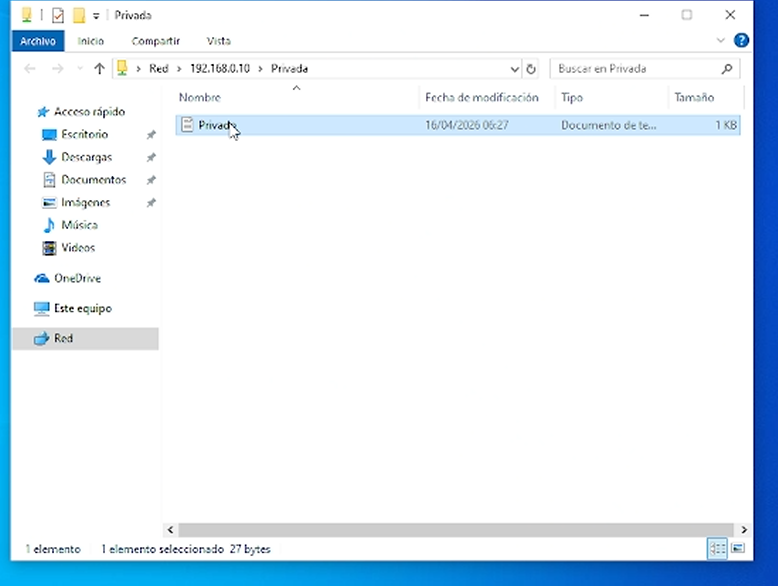 Privada
Archivo Inicio Compartir Vista
Red > 192.168.0.10 > Privada
Buscar en Privada
Nombre Fecha de modificación Tipo Tamaño
Privado 16/04/2026 06:27 Documento de te... 1 KB
Acceso rápido
Escritorio
Descargas
Documentos
Imágenes
Música
Videos
OneDrive
Este equipo
Red
1 elemento 1 elemento seleccionado 27 bytes